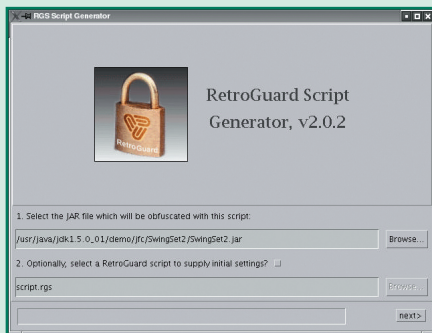 RGS Script Generator
RetroGuard
RetroGuard Script
Generator, v2.0.2
1. Select the JAR file which will be obfuscated with this script:
/usr/java/jdk1.5.0_01/demo/jfc/SwingSet2/SwingSet2.jar
Browse...
2. Optionally, select a RetroGuard script to supply initial settings?
script.rgs
Browse...
next>